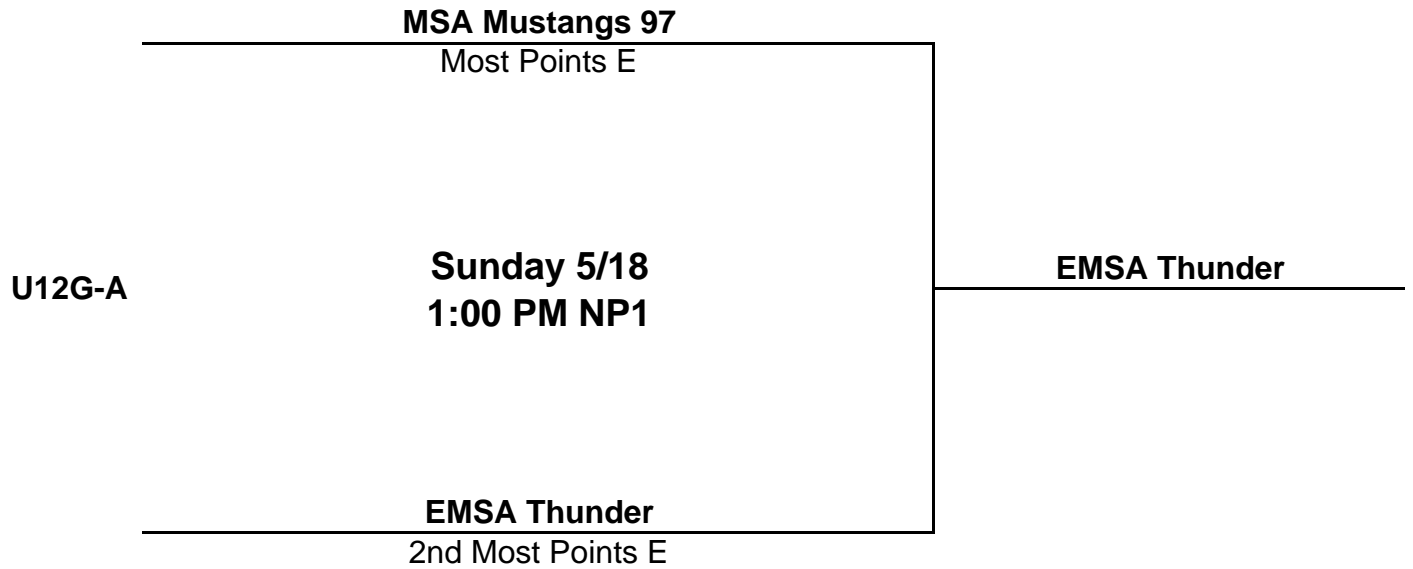 MSA Mustangs 97
Most Points E
U12G-A
Sunday 5/18
1:00 PM NP1
EMSA Thunder
EMSA Thunder
2nd Most Points E